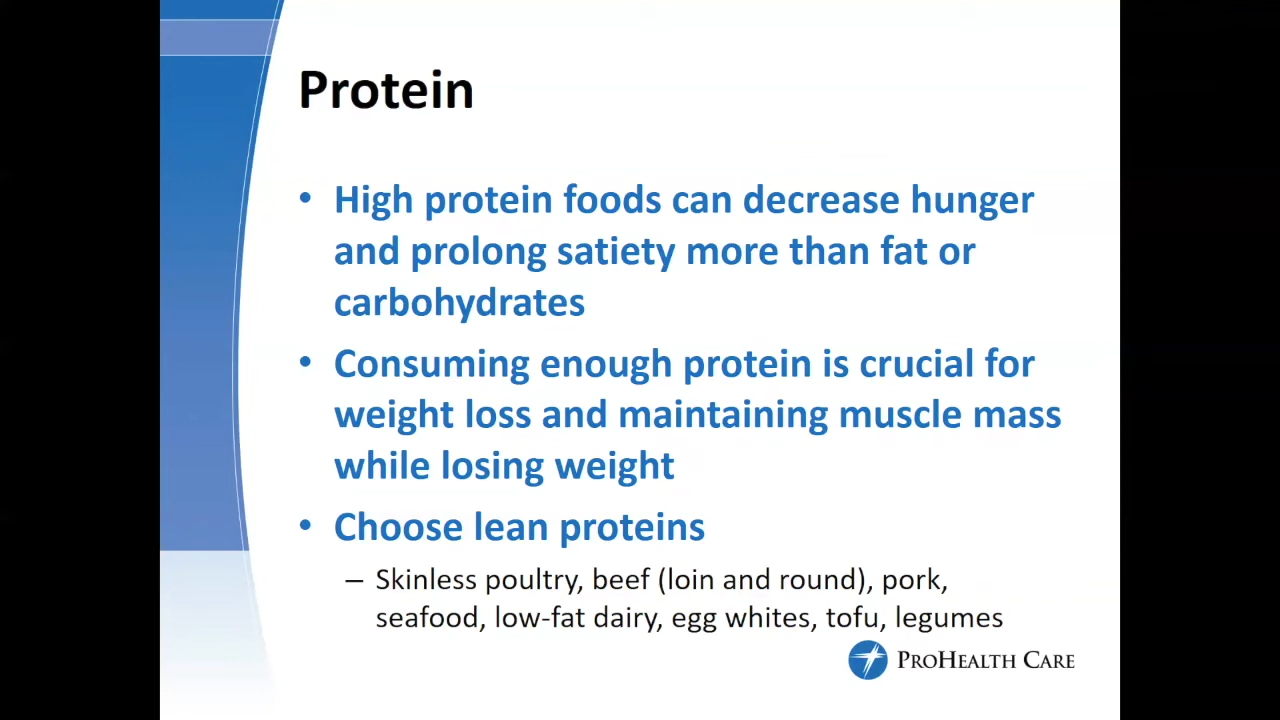 Protein
• High protein foods can decrease hunger
and prolong satiety more than fat or
carbohydrates
• Consuming enough protein is crucial for
weight loss and maintaining muscle mass
while losing weight
• Choose lean proteins
– Skinless poultry, beef (loin and round), pork,
seafood, low-fat dairy, egg whites, tofu, legumes
PROHEALTH CARE